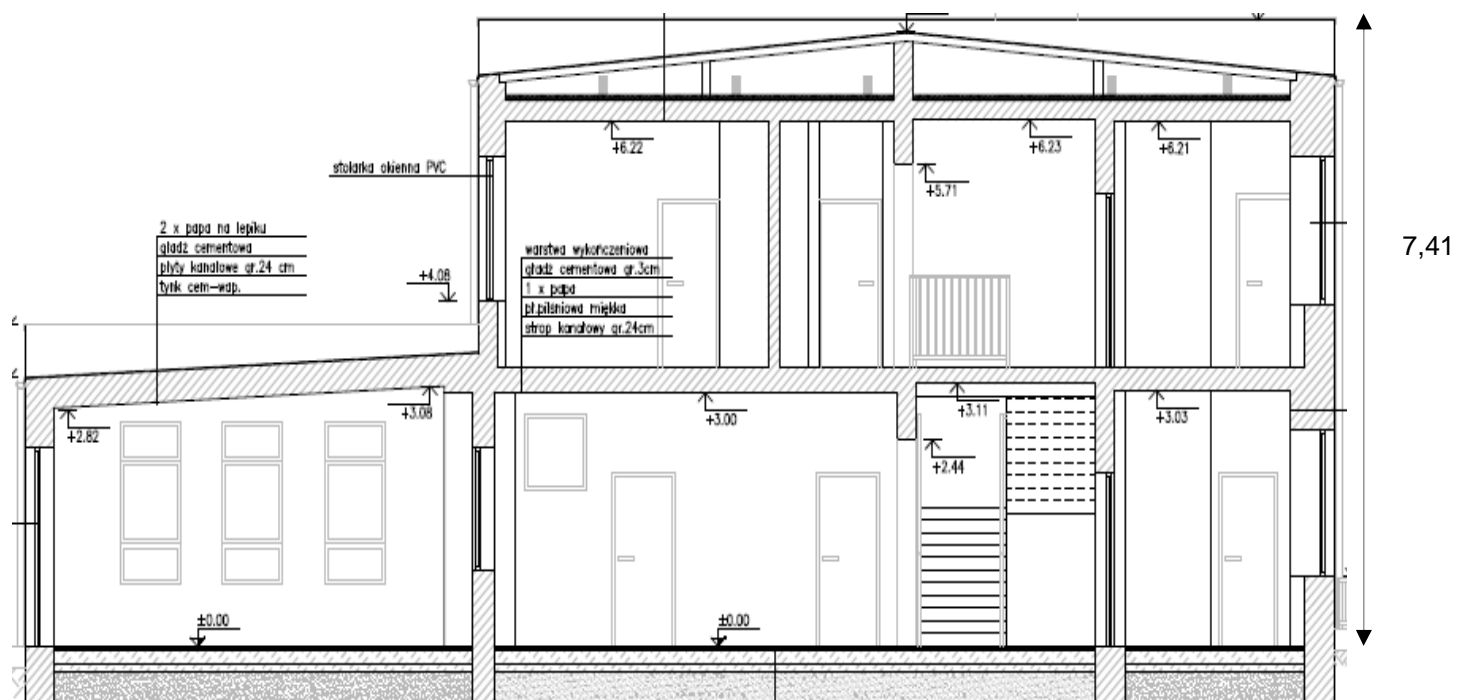 +6.22
+6.23
+6.21
stolarka okienna PVC
+5.71
7,41
2 x papa na lepiku
gładź cementowa
płyty kanałowe gr.24 cm
tynk cem-wap.
warstwa wykończeniowa
gładź cementowa gr.3cm
1 x papa
pł.pilśniowa miękka
strop kanałowy gr.24cm
+4.08
+2.82
+3.08
+3.00
+3.11
+3.03
+2.44
±0.00
±0.00